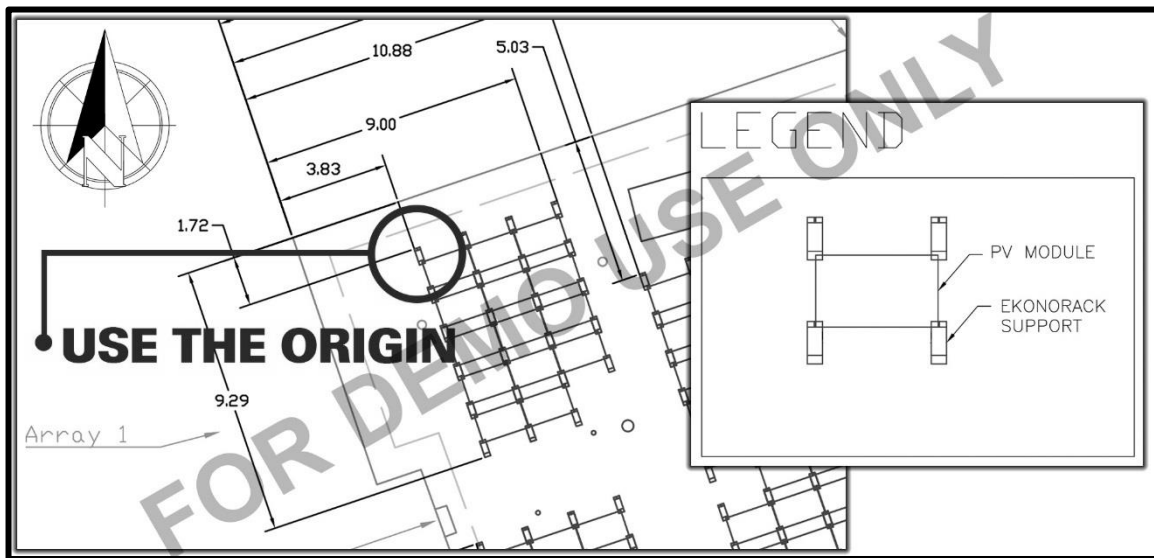 10.88
5.03
9.00
3.83
1.72
N
USE THE ORIGIN
9.29
Array 1
LEGEND
PV MODULE
EKONORACK
SUPPORT
FOR DEMO USE ONLY